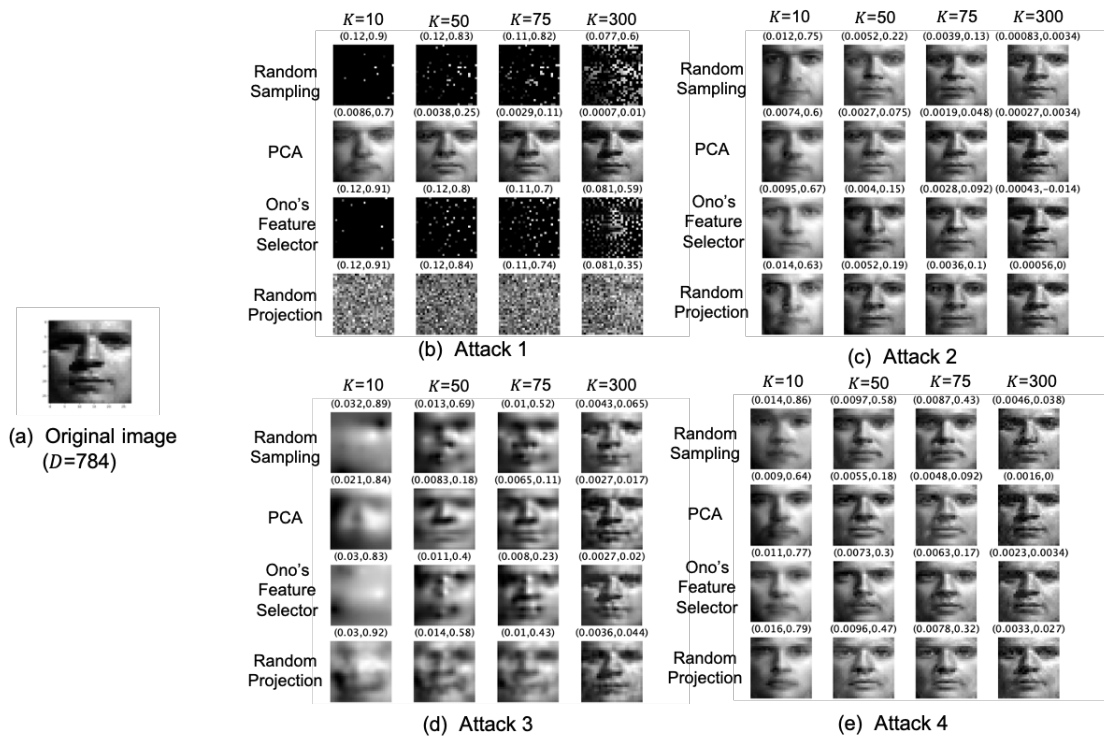 K=10 K=50 K=75 K=300
(0.12,0.9) (0.12,0.83) (0.11,0.82) (0.077,0.6)
Random
Sampling
(0.0086,0.7) (0.0038,0.25) (0.0029,0.11) (0.0007,0.01)
PCA
(0.12,0.91) (0.12,0.8) (0.11,0.7) (0.081,0.59)
Ono's
Feature
Selector
(0.12,0.91) (0.12,0.84) (0.11,0.74) (0.081,0.35)
Random
Projection
(b) Attack 1
K=10 K=50 K=75 K=300
(0.012,0.75) (0.0052,0.22) (0.0039,0.13) (0.00083,0.0034)
Random
Sampling
(0.0074,0.6) (0.0027,0.075) (0.0019,0.048) (0.00027,0.0034)
PCA
(0.0095,0.67) (0.004,0.15) (0.0028,0.092) (0.00043,−0.014)
Ono's
Feature
Selector
(0.014,0.63) (0.0052,0.19) (0.0036,0.1) (0.00056,0)
Random
Projection
(c) Attack 2
(a) Original image
(D=784)
K=10 K=50 K=75 K=300
(0.032,0.89) (0.013,0.69) (0.01,0.52) (0.0043,0.065)
Random
Sampling
(0.021,0.84) (0.0083,0.18) (0.0065,0.11) (0.0027,0.017)
PCA
(0.03,0.83) (0.011,0.4) (0.008,0.23) (0.0027,0.02)
Ono's
Feature
Selector
(0.03,0.92) (0.014,0.58) (0.01,0.43) (0.0036,0.044)
Random
Projection
(d) Attack 3
K=10 K=50 K=75 K=300
(0.014,0.86) (0.0097,0.58) (0.0087,0.43) (0.0046,0.038)
Random
Sampling
(0.009,0.64) (0.0055,0.18) (0.0048,0.092) (0.0016,0)
PCA
(0.011,0.77) (0.0073,0.3) (0.0063,0.17) (0.0023,0.0034)
Ono's
Feature
Selector
(0.016,0.79) (0.0096,0.47) (0.0078,0.32) (0.0033,0.027)
Random
Projection
(e) Attack 4